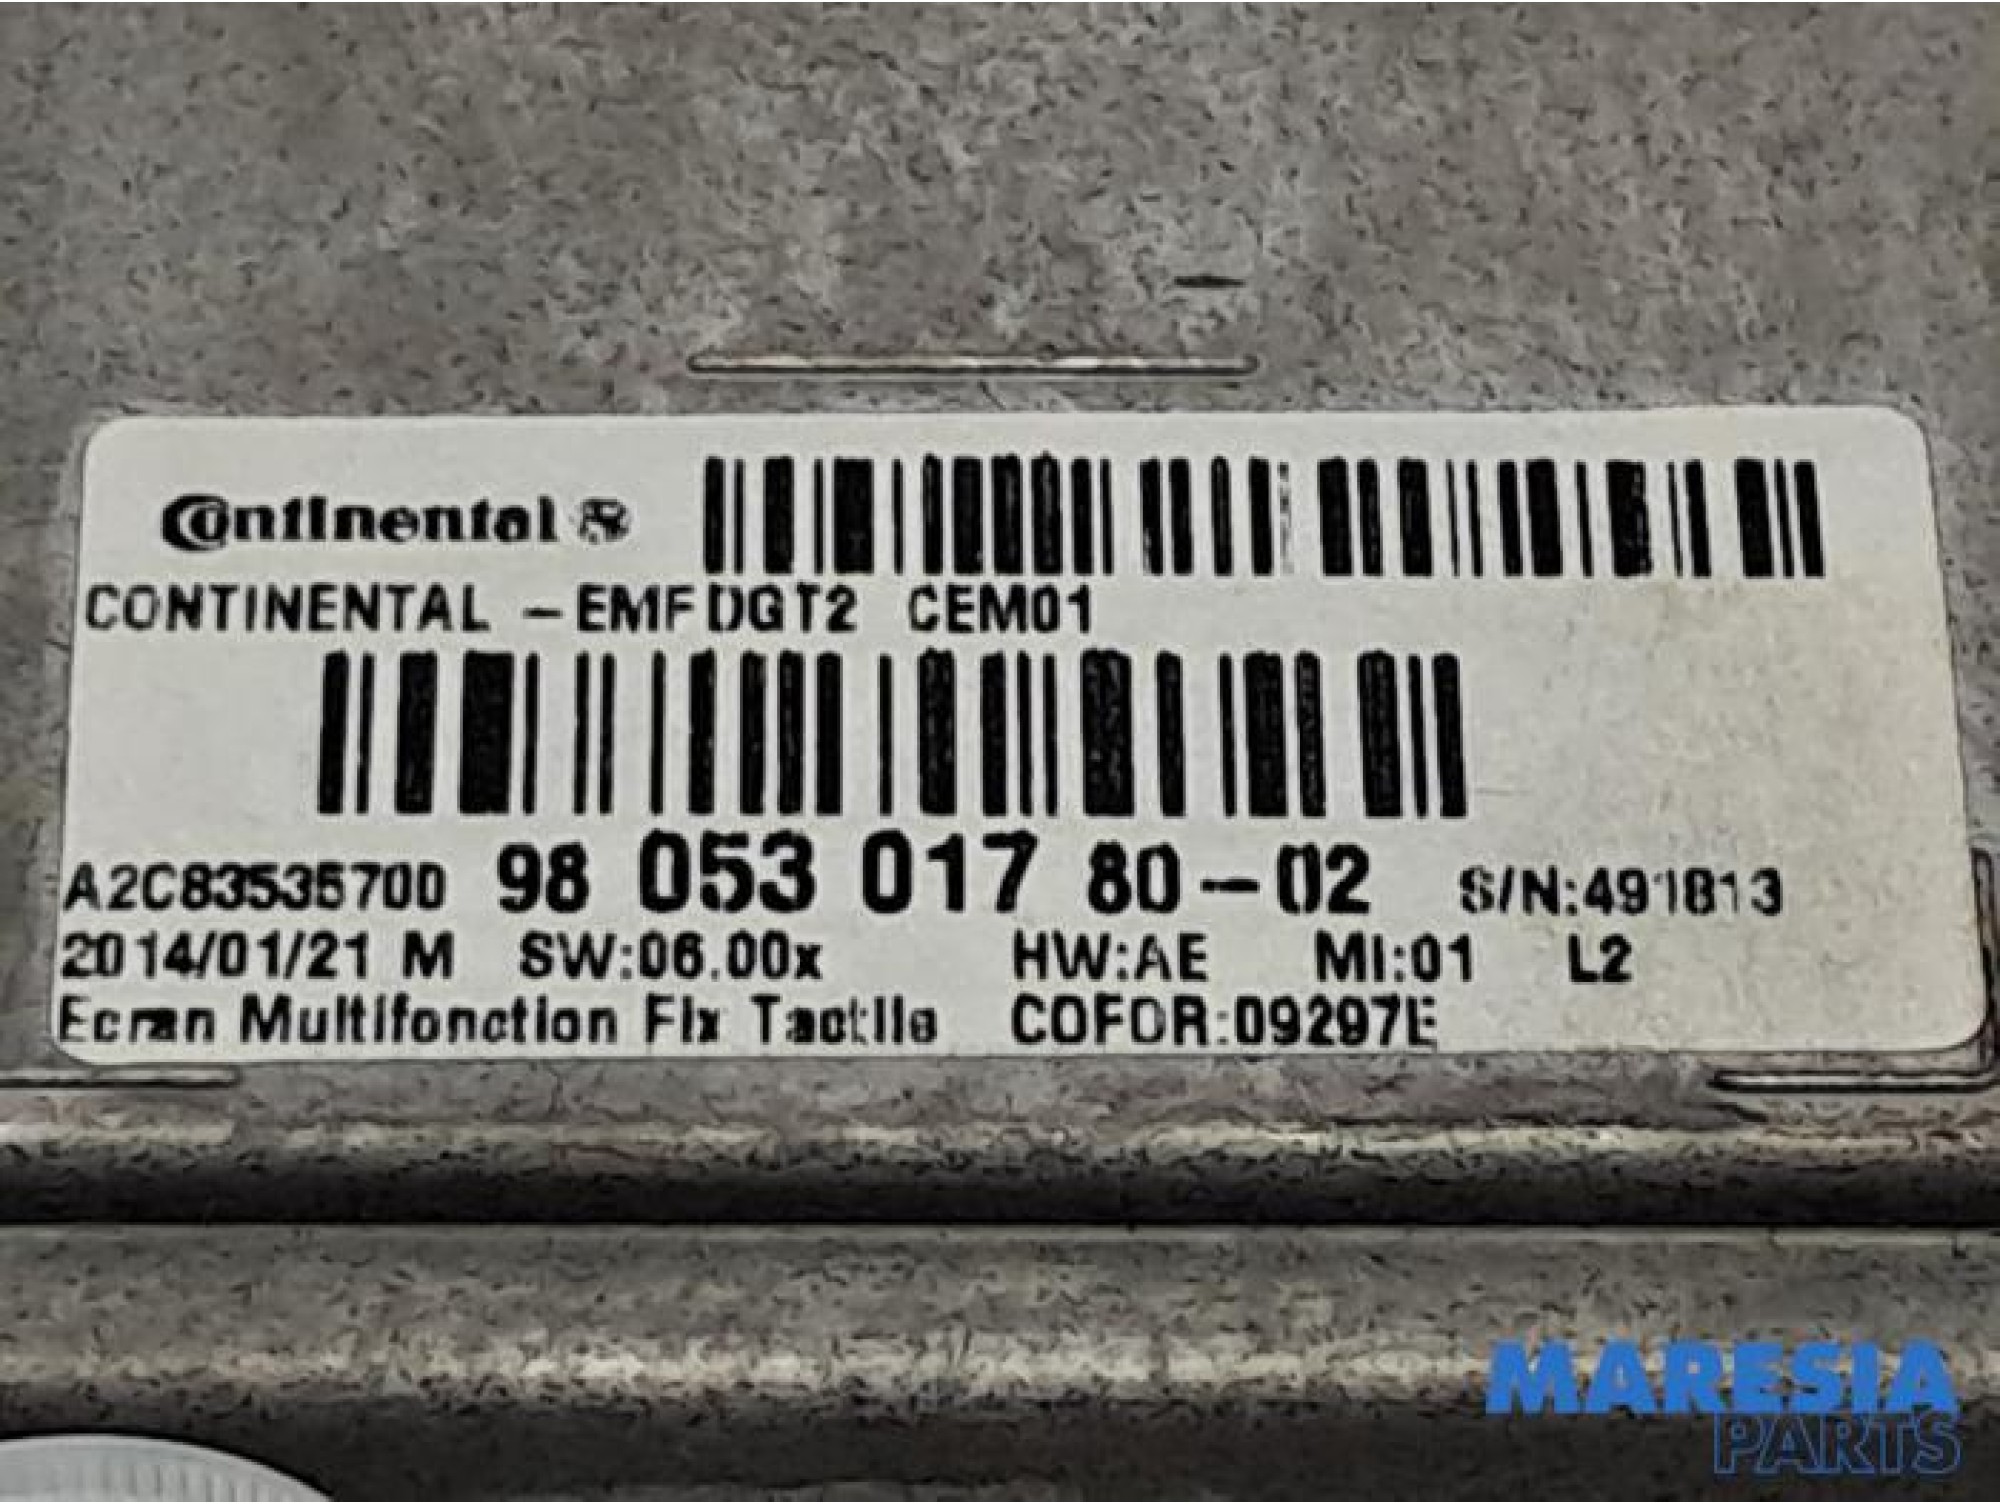 Continental
CONTINENTAL -EMFDGT2 CEM01
A2C83535700 98 053 017 80-02 S/N:491813
2014/01/21 M SW:06.00x HW:AE MI:01 L2
Ecran Multifonction Fix Tactile COFOR:09297E
MARESIA
PARTS